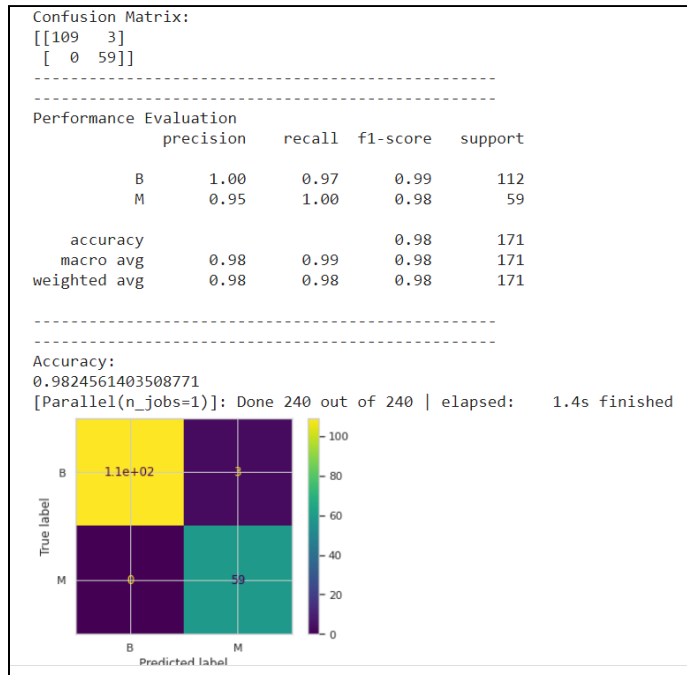 Confusion Matrix:
[[109   3]
 [  0  59]]
----------------------------------------------------
----------------------------------------------------
Performance Evaluation
              precision    recall  f1-score   support

           B       1.00      0.97      0.99       112
           M       0.95      1.00      0.98        59

    accuracy                           0.98       171
   macro avg       0.98      0.99      0.98       171
weighted avg       0.98      0.98      0.98       171

----------------------------------------------------
----------------------------------------------------
Accuracy:
0.9824561403508771
[Parallel(n_jobs=1)]: Done 240 out of 240 | elapsed:    1.4s finished
True label
B
M
1.1e+02
3
0
59
B
M
Predicted label
100
80
60
40
20
0